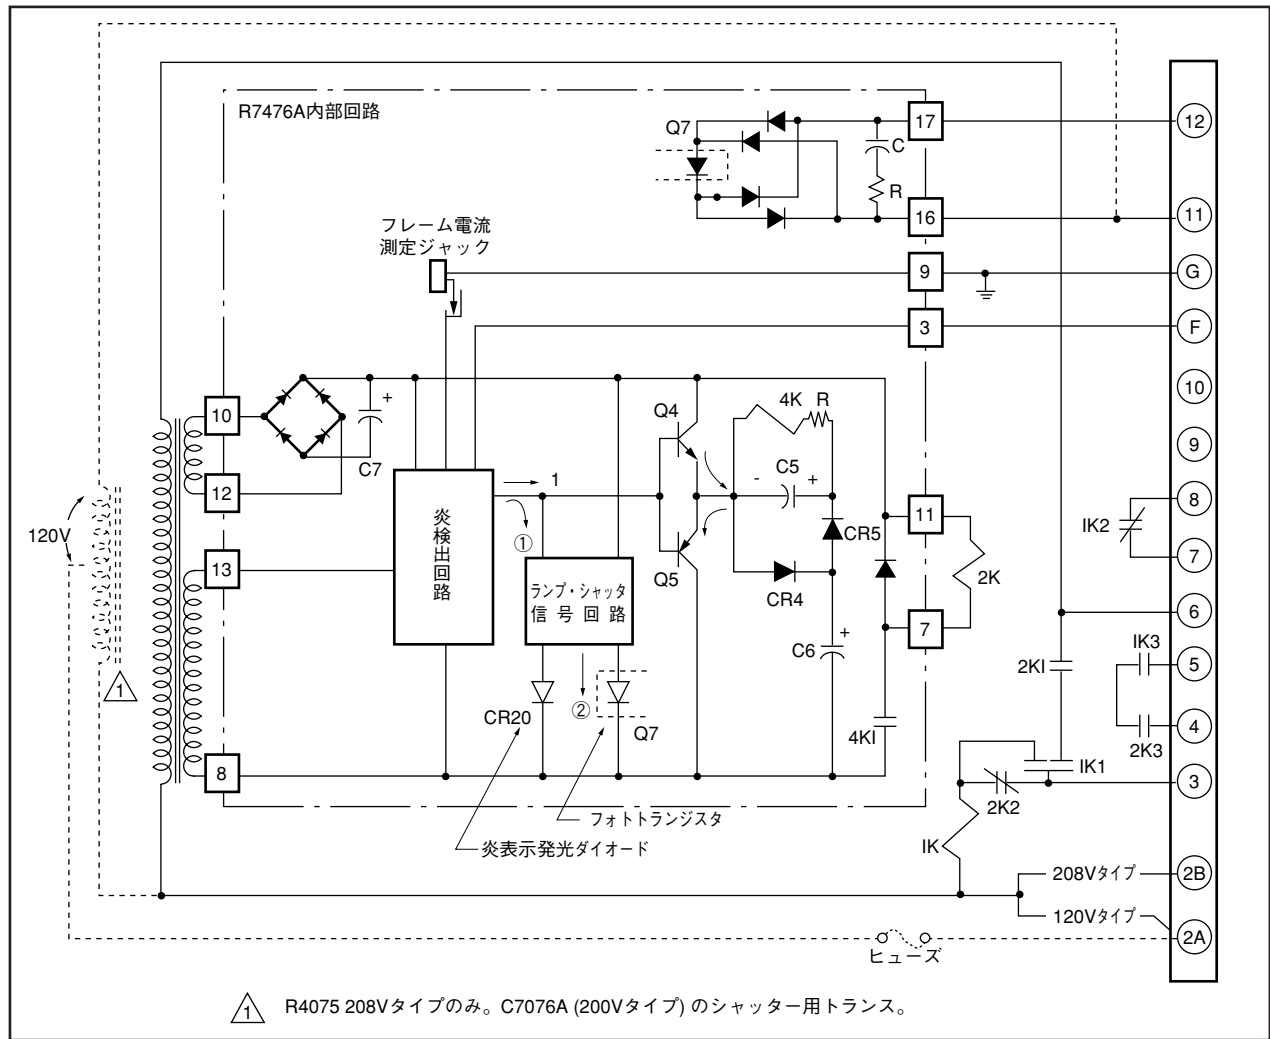 R7476A内部回路
Q7
17
12
C
R
16
11
フレーム電流
測定ジャック
9
G
3
F
10
10
4K R
Q4
+
C7
C5
- +
9
12
1
8
11
IK2
CR5
120V
炎検出回路
①
7
13
ランプ・シャッタ
信号回路
Q5
CR4
2K
7
6
C6
+
IK3
2KI
5
1
CR20
②
Q7
4KI
2K3
4
8
IK1
3
2K2
フォトトランジスタ
IK
炎表示発光ダイオード
208Vタイプ
2B
120Vタイプ
2A
ヒューズ
1 R4075 208Vタイプのみ。C7076A (200Vタイプ) のシャッター用トランス。